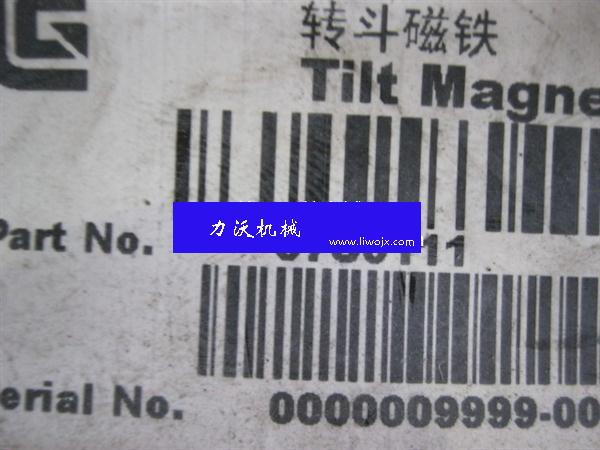 转斗磁铁
Tilt Magne
力沃机械
www.liwojx.com
Part No.
erial No. 0000009999-00